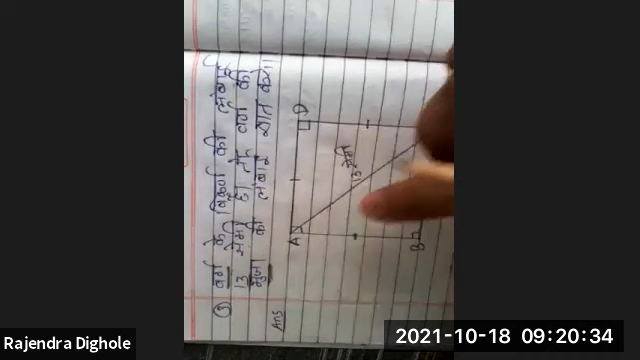 ③ वर्ग के विकर्ण की लंबाई
13 सेमी है। तो वर्ग की
भुजा की लंबाई ज्ञात करो॥
Ans
A
D
B
13 सेमी
Rajendra Dighole
2021-10-18 09:20:34